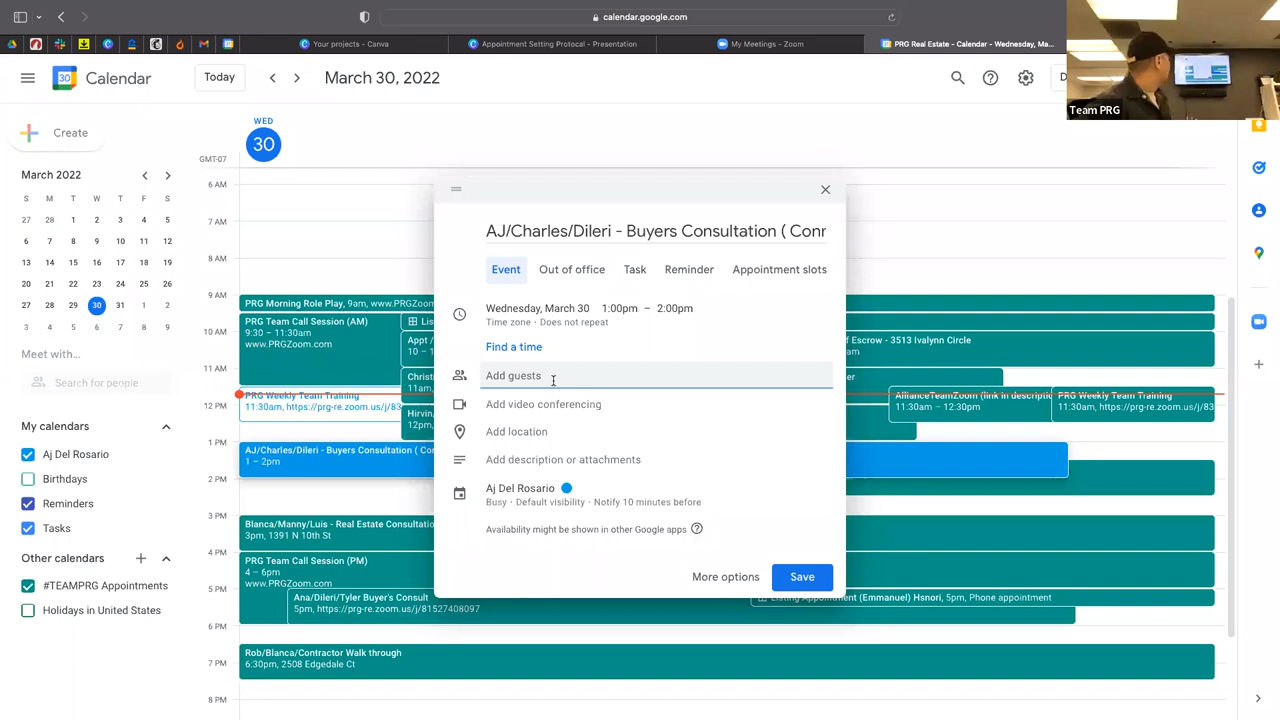 calendar.google.com
Your projects - Canva
Appointment Setting Protocal - Presentation
My Meetings - Zoom
PRG Real Estate - Calendar - Wednesday, Ma...
Team PRG
30
Calendar
Today
March 30, 2022
D
Create
WED
30
GMT-07
March 2022
S M T W T F S
27 28 1 2 3 4 5
6 7 8 9 10 11 12
13 14 15 16 17 18 19
20 21 22 23 24 25 26
27 28 29 30 31 1 2
3 4 5 6 7 8 9
Meet with...
Search for people
My calendars
Aj Del Rosario
Birthdays
Reminders
Tasks
Other calendars
#TEAMPRG Appointments
Holidays in United States
6 AM
7 AM
8 AM
9 AM
10 AM
11 AM
12 PM
1 PM
2 PM
3 PM
4 PM
5 PM
6 PM
7 PM
8 PM
PRG Morning Role Play, 9am, www.PRGZoom
PRG Team Call Session (AM)
9:30 – 11:30am
www.PRGZoom.com
Lis
Appt /
10 –
Christi
11am,
PRG Weekly Team Training
11:30am, https://prg-re.zoom.us/j/83
Hirvin,
12pm,
AJ/Charles/Dileri - Buyers Consultation ( Con
1 – 2pm
Blanca/Manny/Luis - Real Estate Consultatio
3pm, 1391 N 10th St
PRG Team Call Session (PM)
4 – 6pm
www.PRGZoom.com
Ana/Dileri/Tyler Buyer's Consult
5pm, https://prg-re.zoom.us/j/81527408097
Listing Appointment (Emmanuel) Hsnori, 5pm, Phone appointment
Rob/Blanca/Contractor Walk through
6:30pm, 2508 Edgedale Ct
of Escrow - 3513 Ivalynn Circle
am
er
AllianceTeamZoom (link in descriptio
11:30am – 12:30pm
PRG Weekly Team Training
11:30am, https://prg-re.zoom.us/j/83
AJ/Charles/Dileri - Buyers Consultation ( Conr
Event
Out of office
Task
Reminder
Appointment slots
Wednesday, March 30 1:00pm – 2:00pm
Time zone · Does not repeat
Find a time
Add guests
Add video conferencing
Add location
Add description or attachments
Aj Del Rosario
Busy · Default visibility · Notify 10 minutes before
Availability might be shown in other Google apps
More options
Save